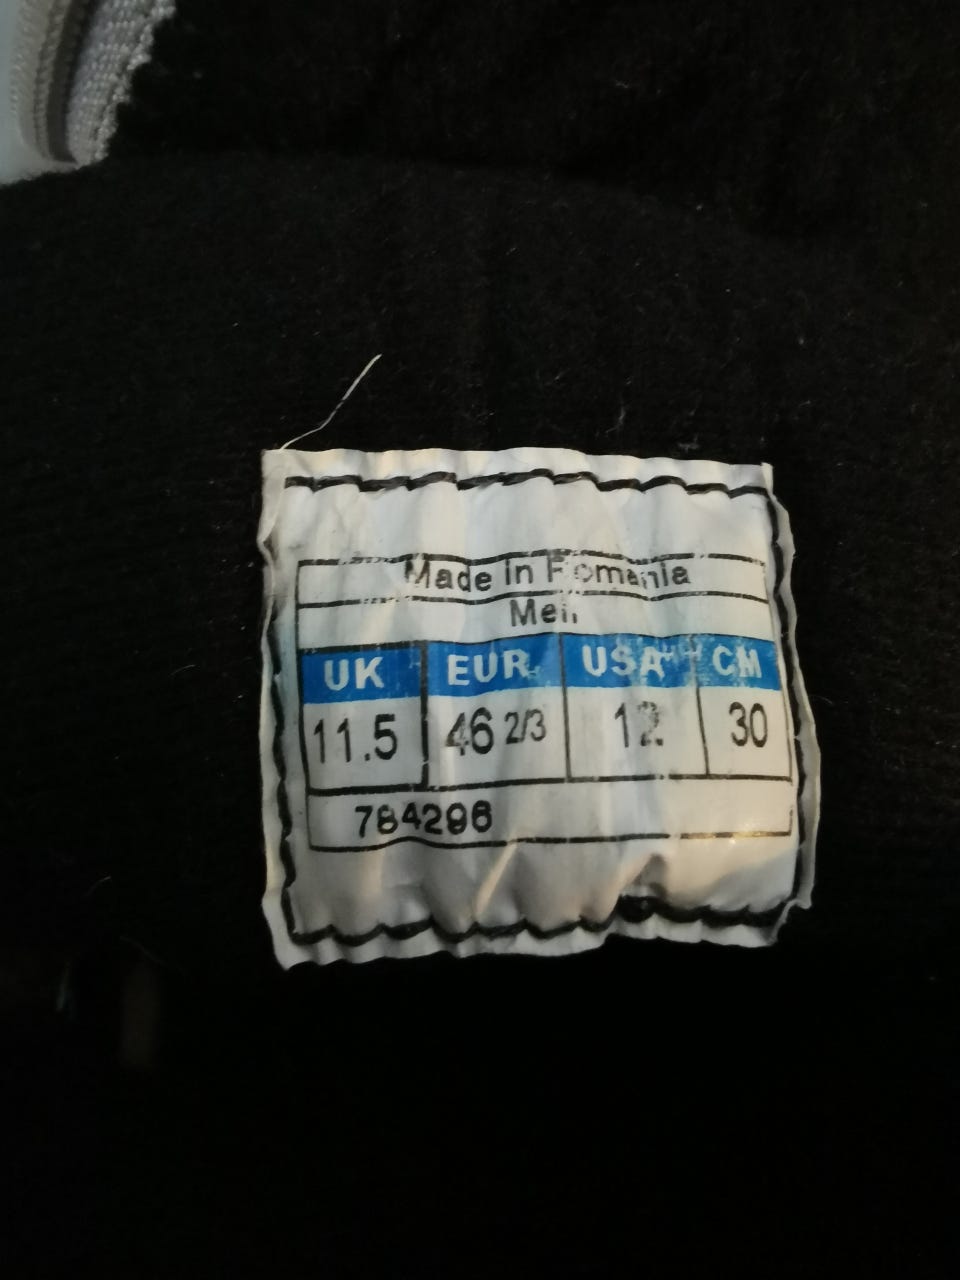 Made In Romania
Men
UK EUR USA CM
11.5 46 2/3 12 30
784296